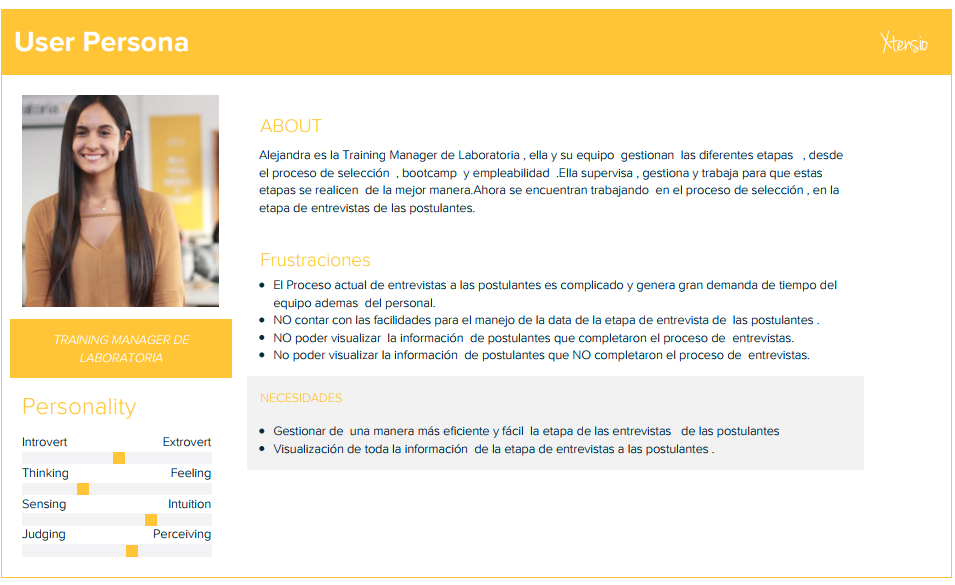 User Persona
Xtensio
TRAINING MANAGER DE
LABORATORIA
Personality
Introvert Extrovert
Thinking Feeling
Sensing Intuition
Judging Perceiving
ABOUT
Alejandra es la Training Manager de Laboratoria , ella y su equipo gestionan las diferentes etapas , desde
el proceso de selección , bootcamp y empleabilidad .Ella supervisa , gestiona y trabaja para que estas
etapas se realicen de la mejor manera.Ahora se encuentran trabajando en el proceso de selección , en la
etapa de entrevistas de las postulantes.
Frustraciones
• El Proceso actual de entrevistas a las postulantes es complicado y genera gran demanda de tiempo del
equipo ademas del personal.
• NO contar con las facilidades para el manejo de la data de la etapa de entrevista de las postulantes .
• NO poder visualizar la información de postulantes que completaron el proceso de entrevistas.
• No poder visualizar la información de postulantes que NO completaron el proceso de entrevistas.
NECESIDADES
• Gestionar de una manera más eficiente y fácil la etapa de las entrevistas de las postulantes
• Visualización de toda la información de la etapa de entrevistas a las postulantes .